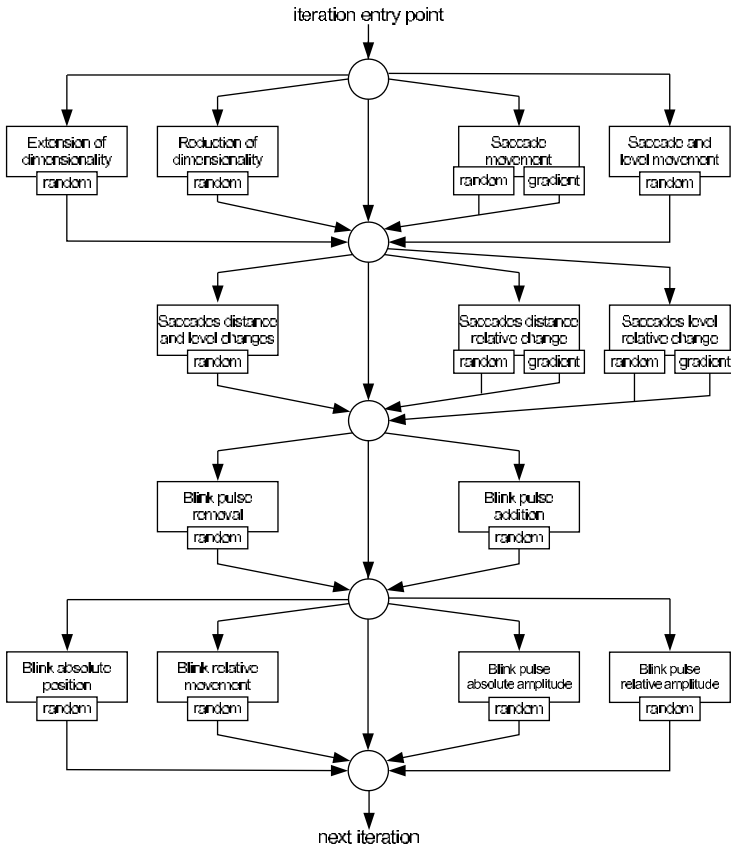 iteration entry point
Extension of
dimensionality
random
Reduction of
dimensionality
random
Saccade
movement
random
gradient
Saccade and
level movement
random
Saccades distance
and level changes
random
Saccades distance
relative change
random
gradient
Saccades level
relative change
random
gradient
Blink pulse
removal
random
Blink pulse
addition
random
Blink absolute
position
random
Blink relative
movement
random
Blink pulse
absolute amplitude
random
Blink pulse
relative amplitude
random
next iteration